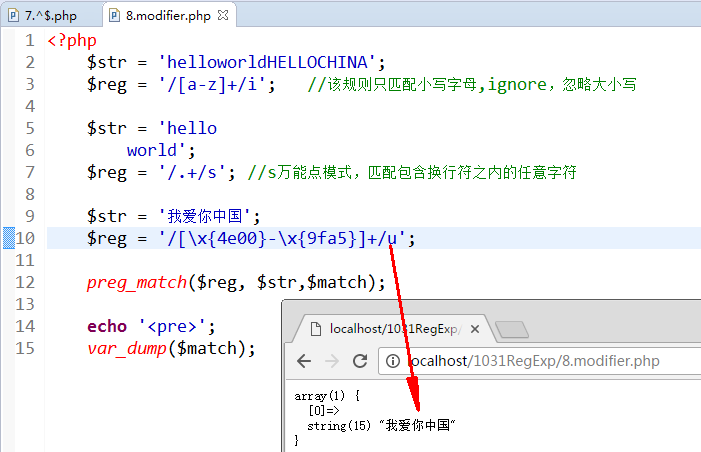 7.^$.php
8.modifier.php
1 <?php
2 $str = 'helloworldHELLOCHINA';
3 $reg = '/[a-z]+/i'; //该规则只匹配小写字母,ignore，忽略大小写
4
5 $str = 'hello
6 world';
7 $reg = '/.+/s'; //s万能点模式，匹配包含换行符之内的任意字符
8
9 $str = '我爱你中国';
10 $reg = '/[\x{4e00}-\x{9fa5}]+/u';
11
12 preg_match($reg, $str,$match);
13
14 echo '<pre>';
15 var_dump($match);
localhost/1031RegExp/
localhost/1031RegExp/8.modifier.php
array(1) {
[0]=>
string(15) "我爱你中国"
}